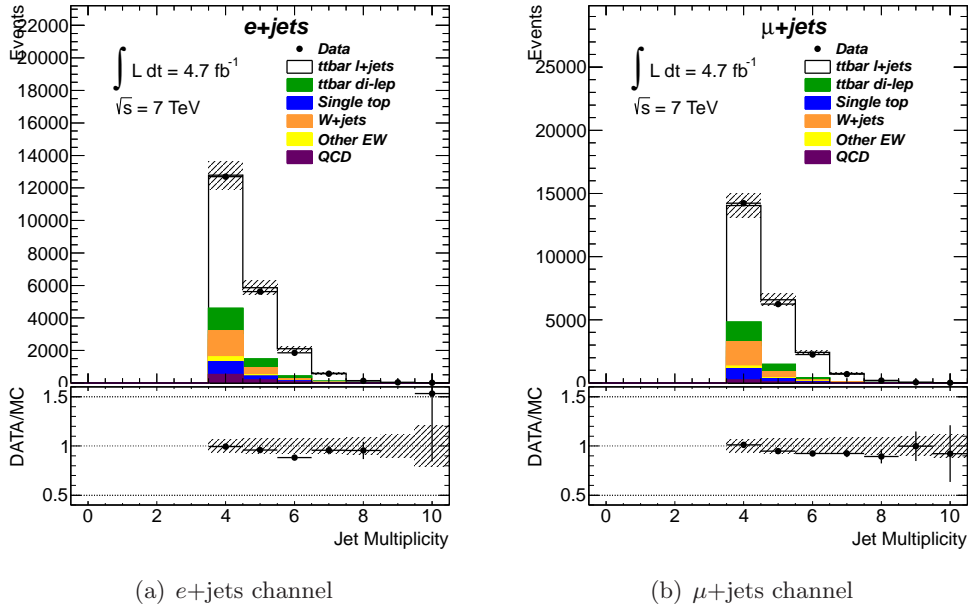 Events
e+jets
∫ L dt = 4.7 fb⁻¹
√s = 7 TeV
Data
ttbar l+jets
ttbar di-lep
Single top
W+jets
Other EW
QCD
22000
20000
18000
16000
14000
12000
10000
8000
6000
4000
2000
0
DATA/MC
1.5
1
0.5
0 2 4 6 8 10
Jet Multiplicity
(a) e+jets channel
Events
μ+jets
∫ L dt = 4.7 fb⁻¹
√s = 7 TeV
Data
ttbar l+jets
ttbar di-lep
Single top
W+jets
Other EW
QCD
25000
20000
15000
10000
5000
0
DATA/MC
1.5
1
0.5
0 2 4 6 8 10
Jet Multiplicity
(b) μ+jets channel